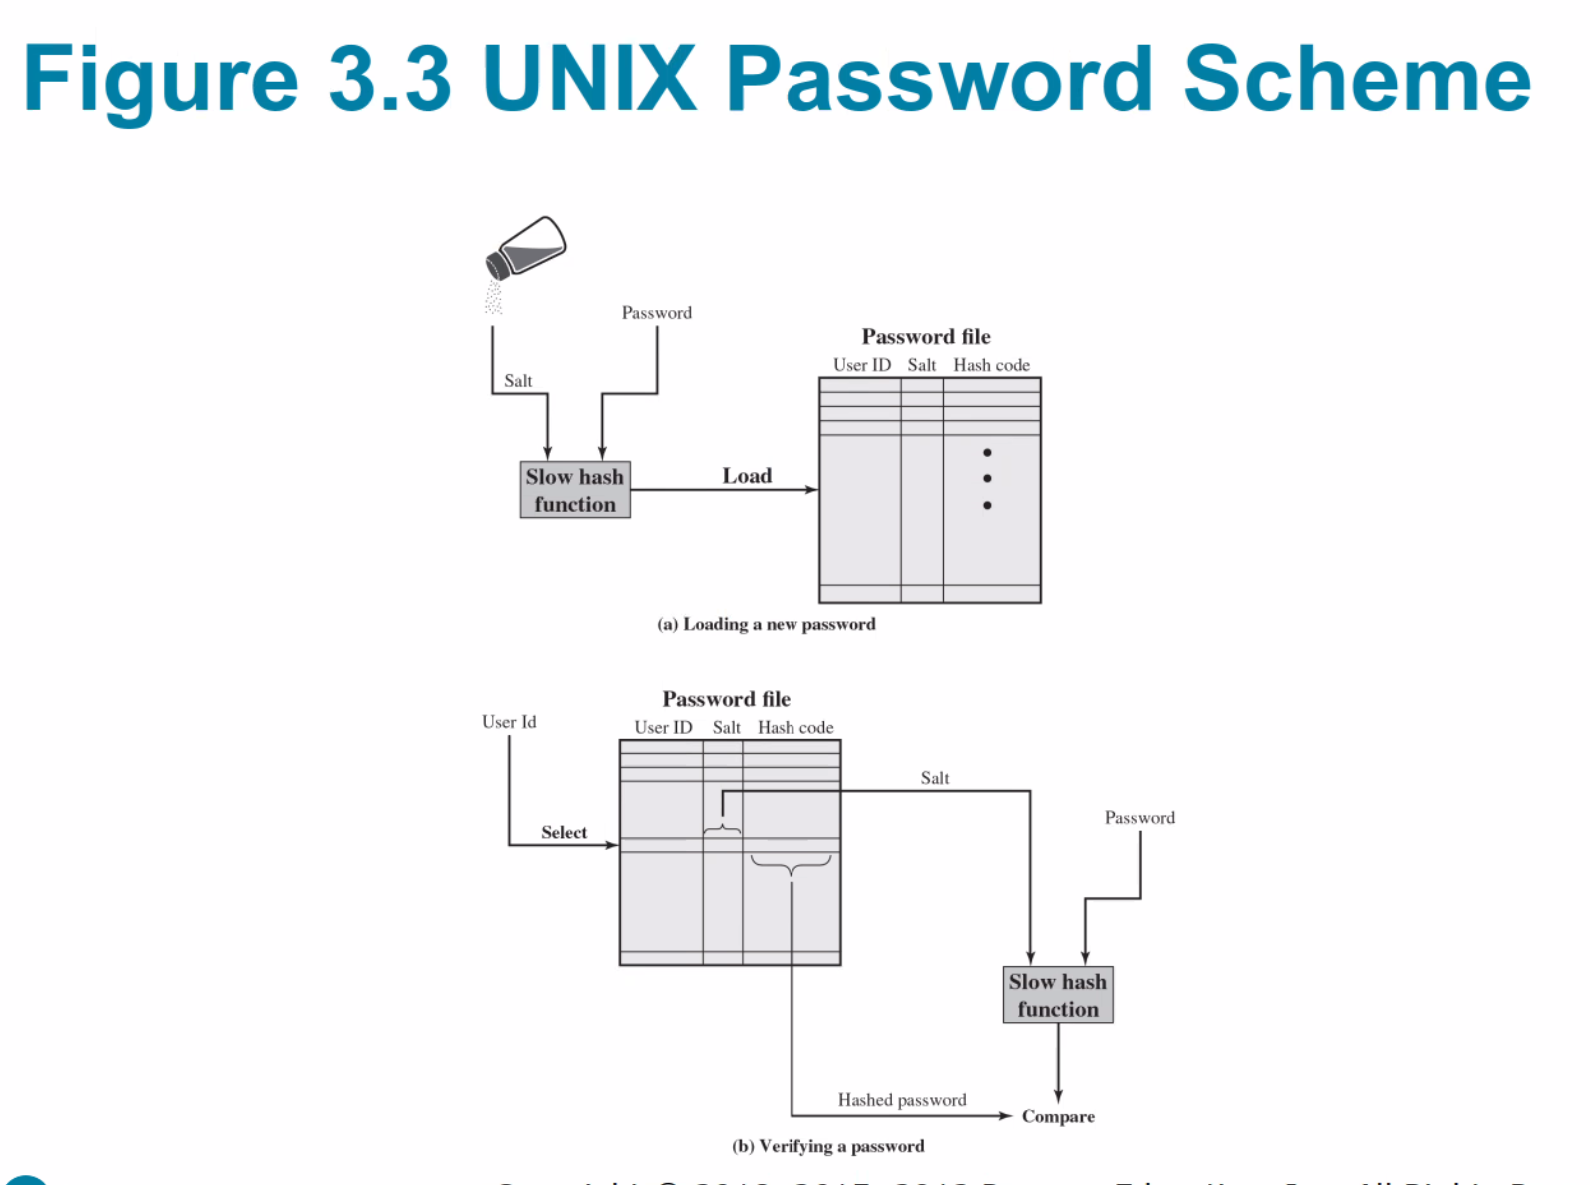 Figure 3.3 UNIX Password Scheme
Password
Salt
Slow hash
function
Load
Password file
User ID Salt Hash code
(a) Loading a new password
Password file
User Id
User ID Salt Hash code
Select
Salt
Password
Slow hash
function
Hashed password
Compare
(b) Verifying a password